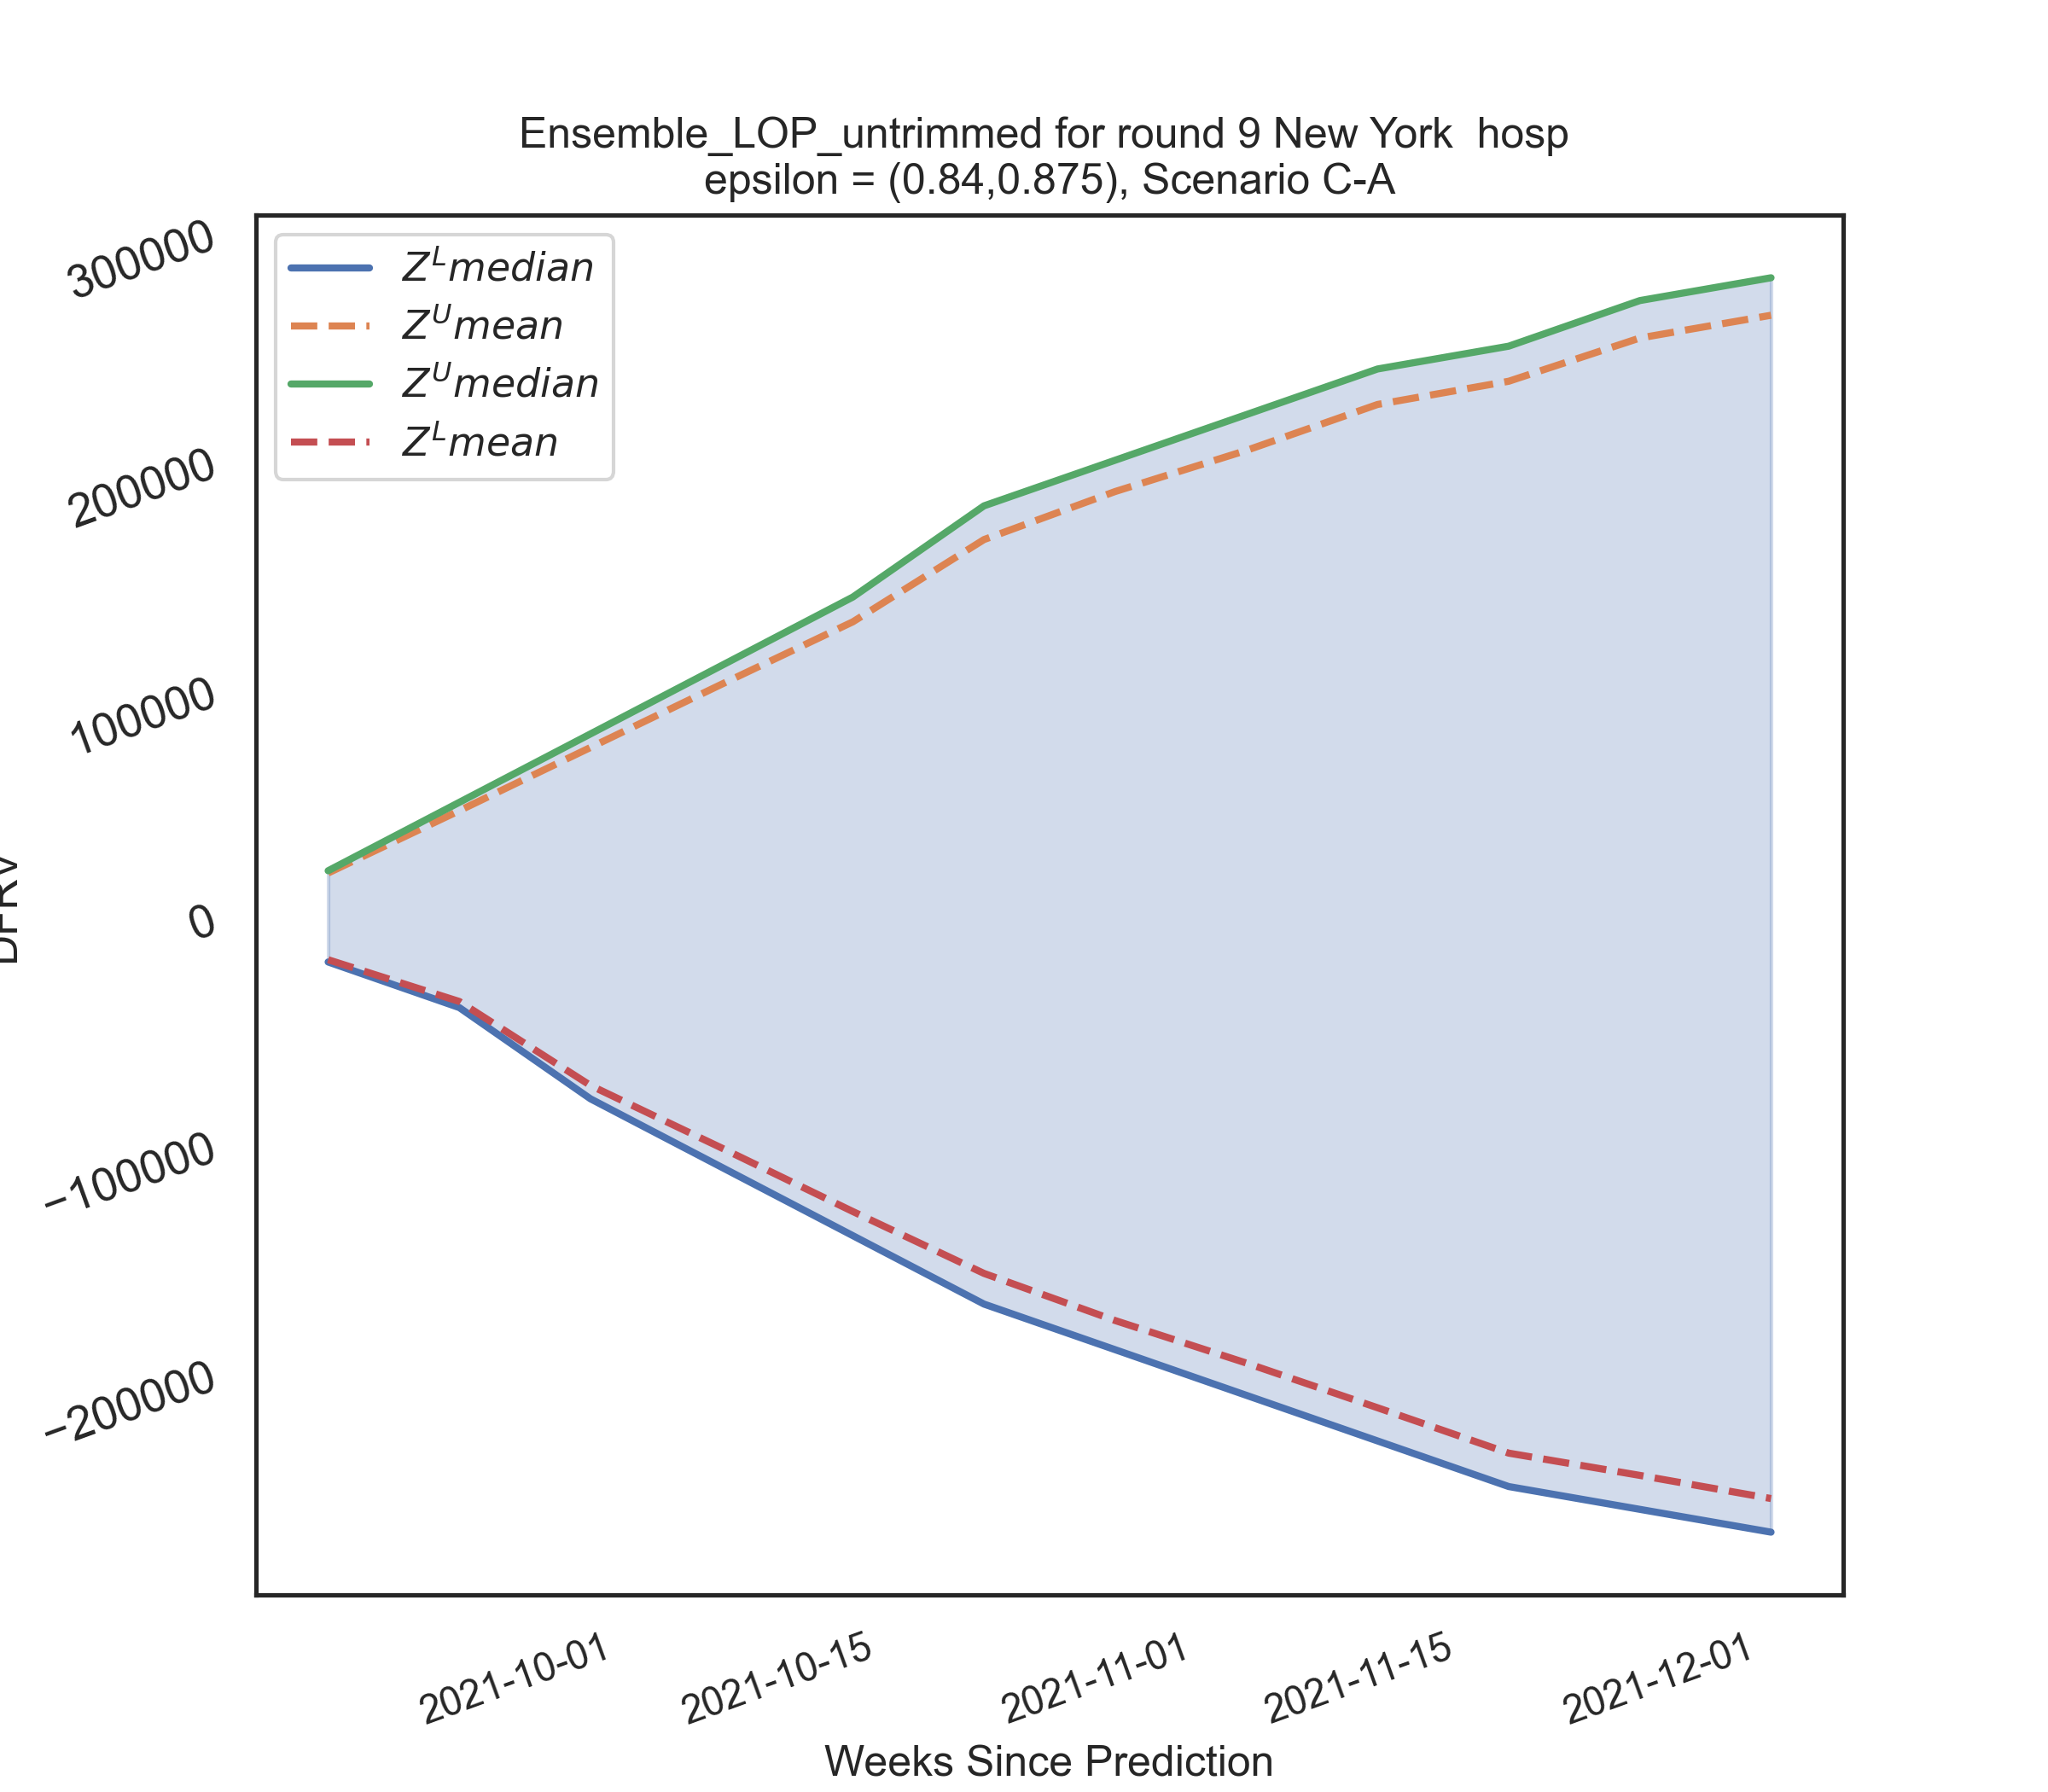 Ensemble_LOP_untrimmed for round 9 New York  hosp
epsilon = (0.84,0.875), Scenario C-A
Z^L median
Z^U mean
Z^U median
Z^L mean
300000
200000
100000
0
−100000
−200000
2021-10-01
2021-10-15
2021-11-01
2021-11-15
2021-12-01
Weeks Since Prediction